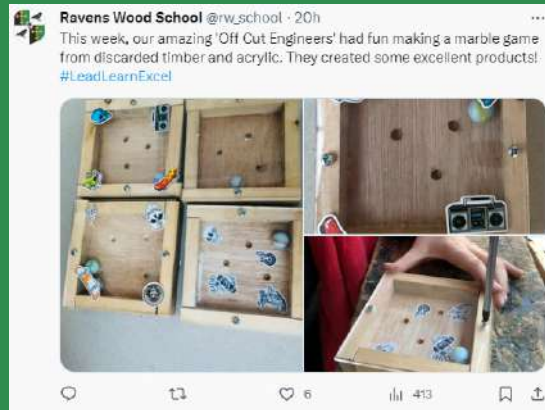 Ravens Wood School @rw_school · 20h
This week, our amazing 'Off Cut Engineers' had fun making a marble game
from discarded timber and acrylic. They created some excellent products!
#LeadLearnExcel
6
413